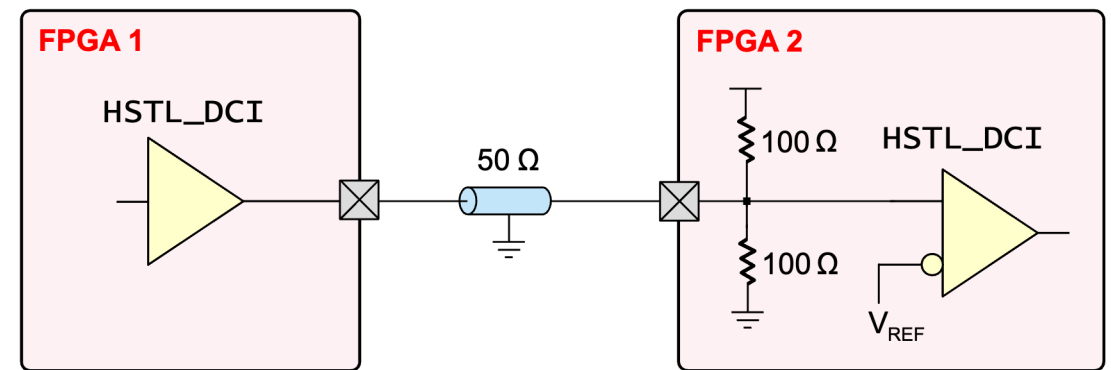 FPGA 1
HSTL_DCI
50 Ω
FPGA 2
100 Ω
HSTL_DCI
100 Ω
VREF